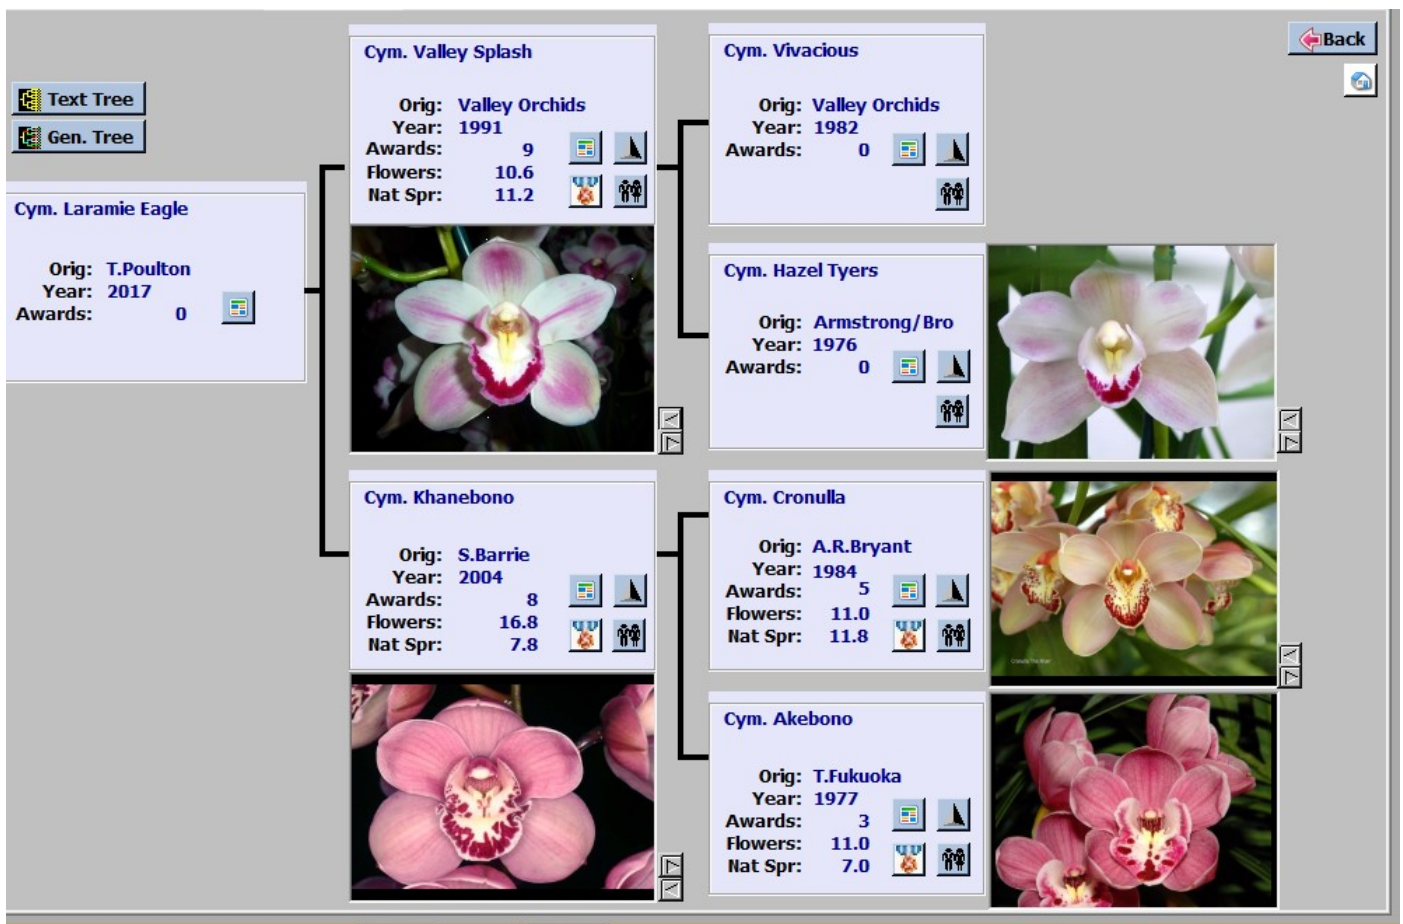 Back
Text Tree
Gen. Tree
Cym. Laramie Eagle
Orig: T.Poulton
Year: 2017
Awards: 0
Cym. Valley Splash
Orig: Valley Orchids
Year: 1991
Awards: 9
Flowers: 10.6
Nat Spr: 11.2
Cym. Khanebono
Orig: S.Barrie
Year: 2004
Awards: 8
Flowers: 16.8
Nat Spr: 7.8
Cym. Vivacious
Orig: Valley Orchids
Year: 1982
Awards: 0
Cym. Hazel Tyers
Orig: Armstrong/Bro
Year: 1976
Awards: 0
Cym. Cronulla
Orig: A.R.Bryant
Year: 1984
Awards: 5
Flowers: 11.0
Nat Spr: 11.8
Cym. Akebono
Orig: T.Fukuoka
Year: 1977
Awards: 3
Flowers: 11.0
Nat Spr: 7.0